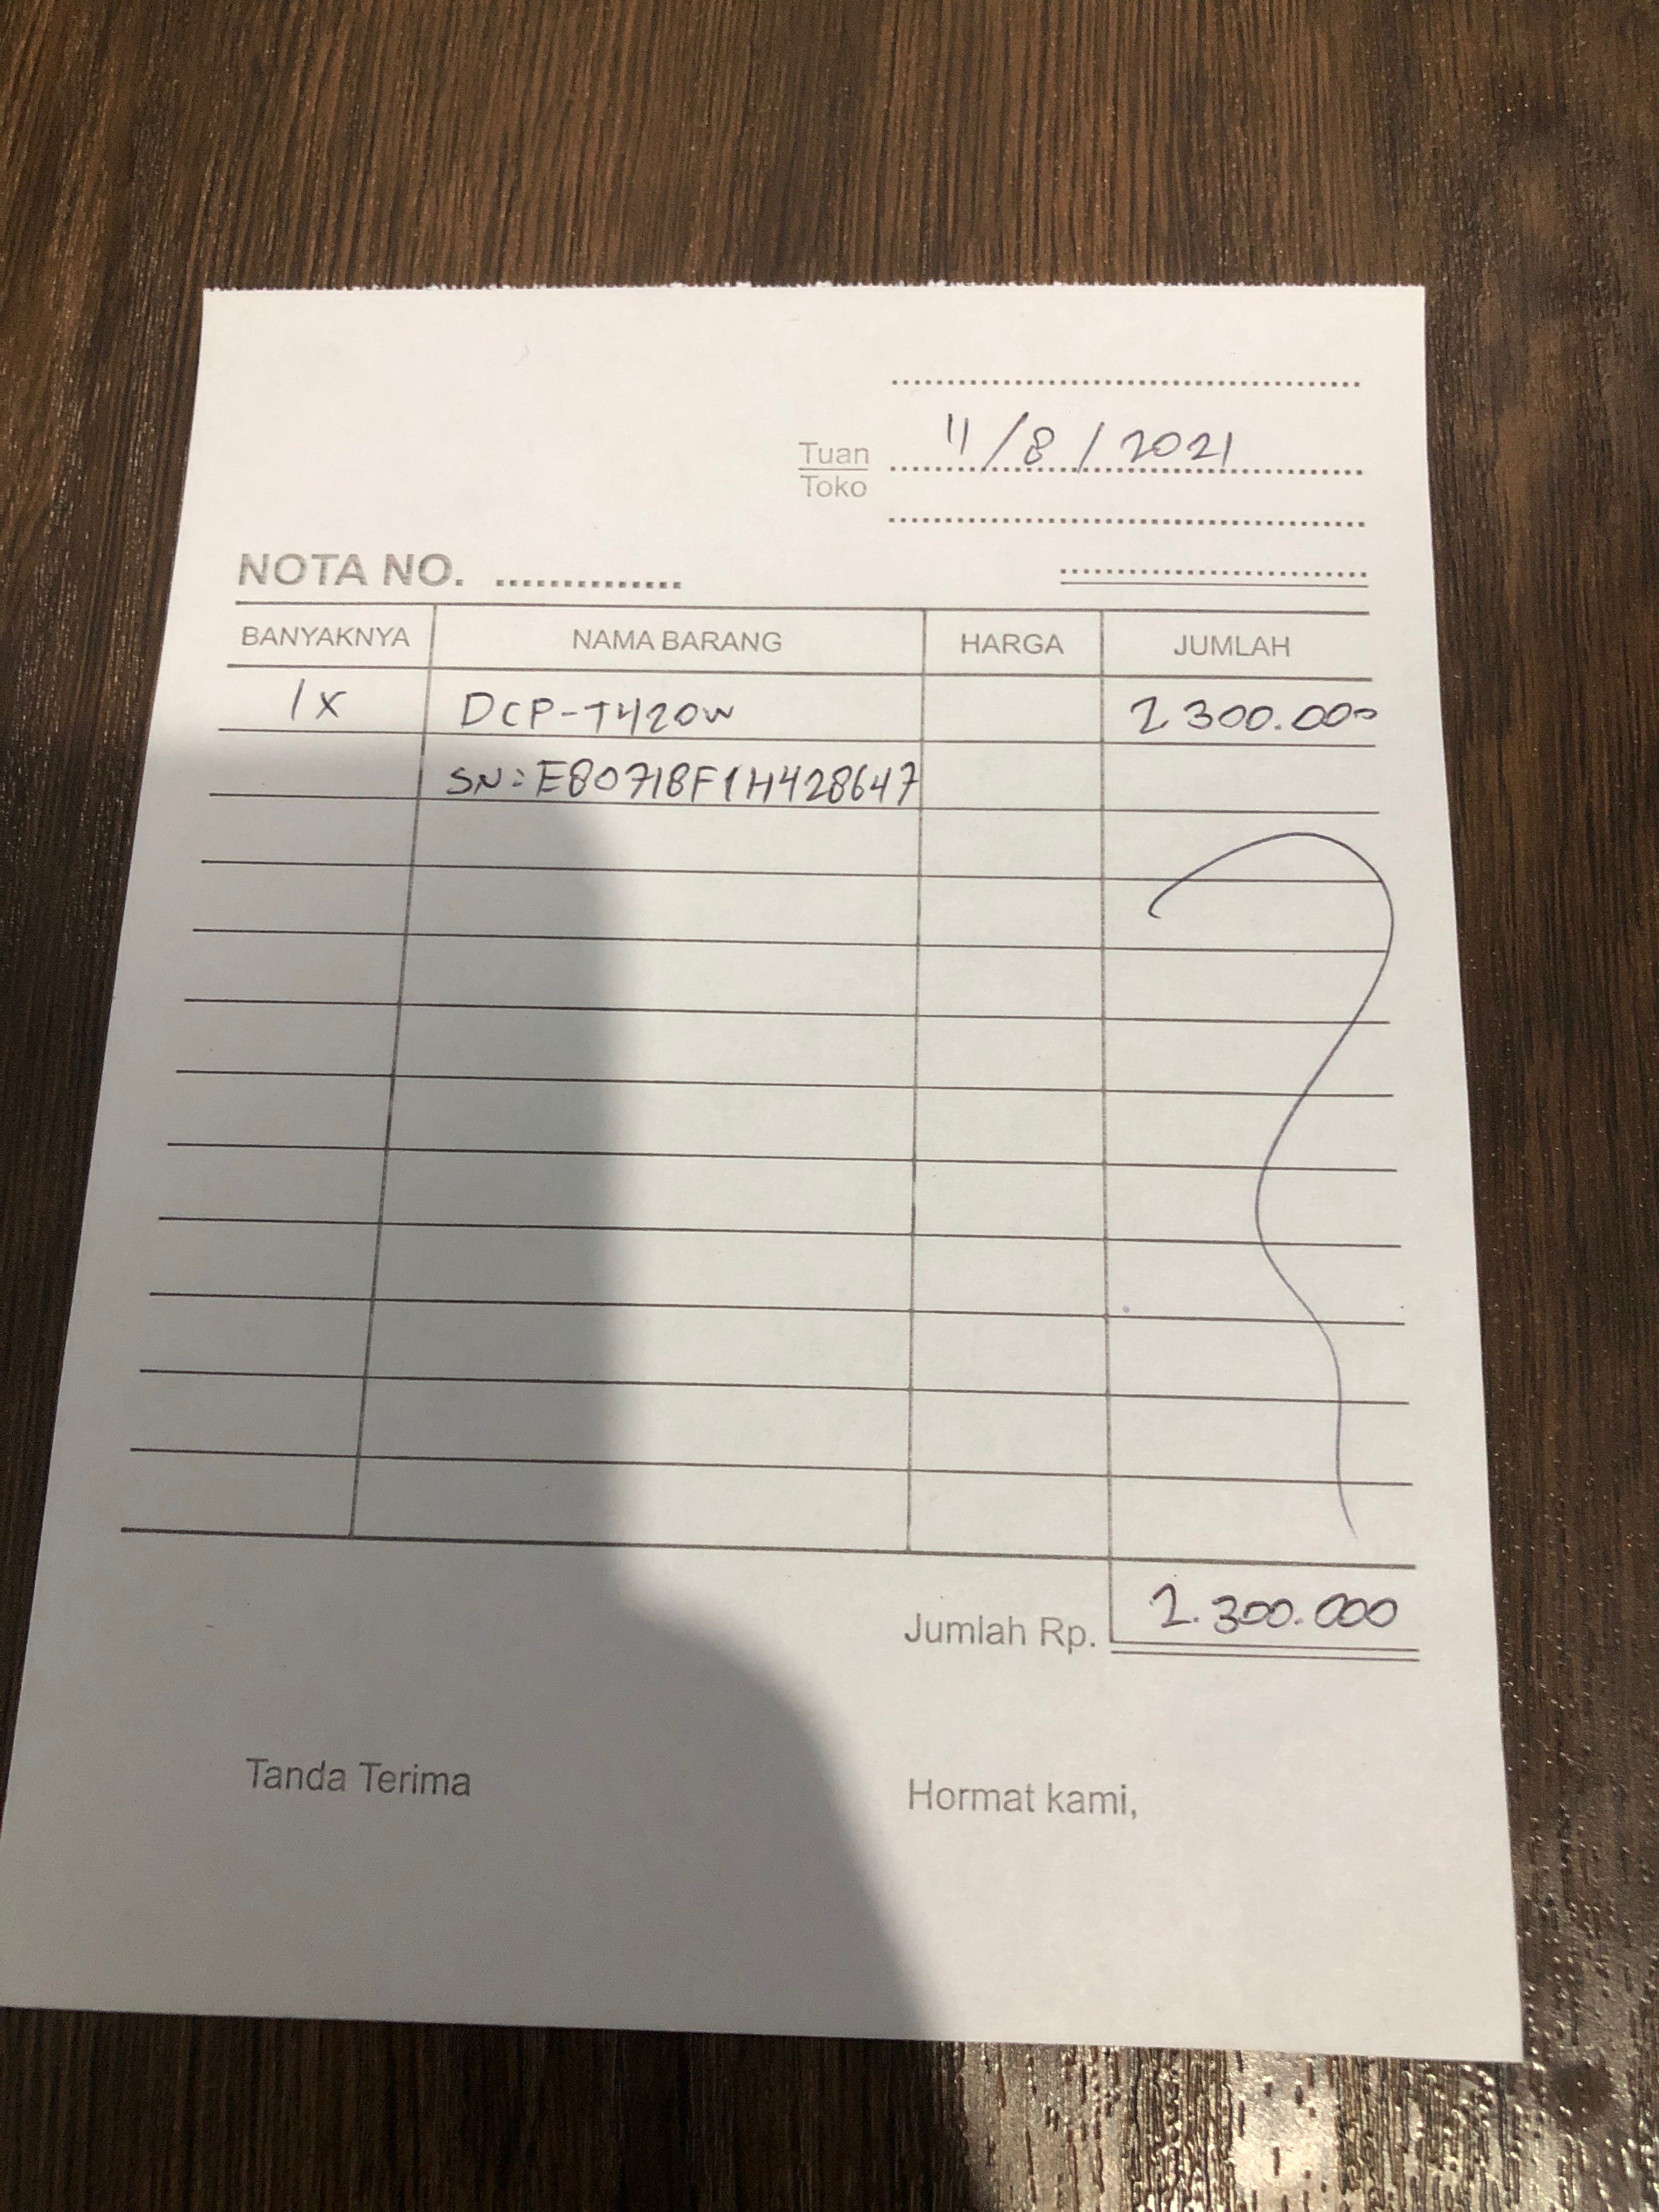 11/8/2021
Tuan
Toko
NOTA NO. ..............
BANYAKNYA NAMA BARANG HARGA JUMLAH
1x DCP-T420W 2 300.000
SN: E80718F1H428647
Jumlah Rp. 2.300.000
Tanda Terima Hormat kami,